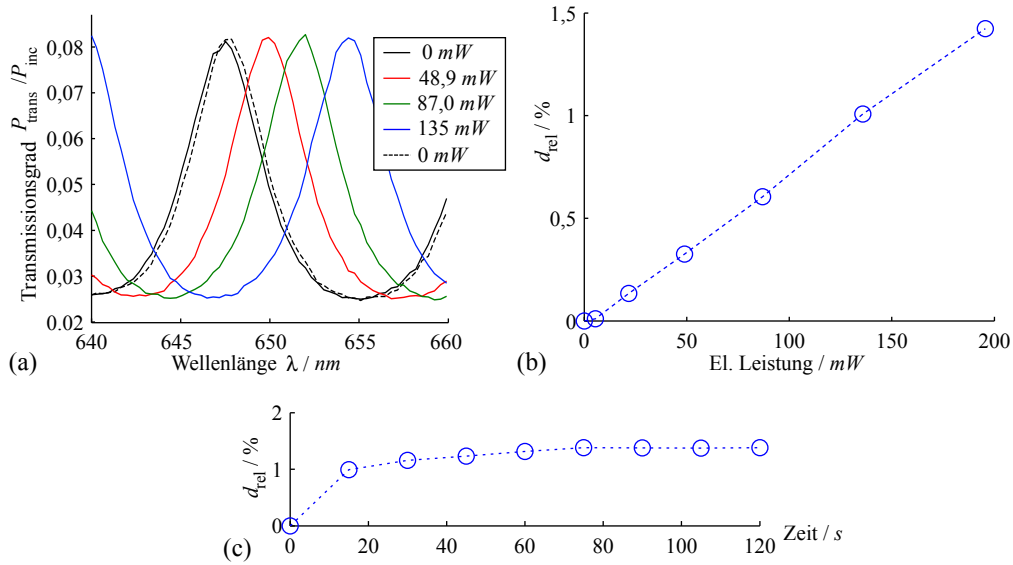 Transmissionsgrad P_trans /P_inc
0,08
0,07
0,06
0,05
0,04
0,03
0.02
640
645
650
655
660
Wellenlänge λ / nm
0 mW
48,9 mW
87,0 mW
135 mW
0 mW
(a)
d_rel / %
1,5
1
0,5
0
0
50
100
150
200
El. Leistung / mW
(b)
d_rel / %
2
1
0
0
20
40
60
80
100
120
Zeit / s
(c)